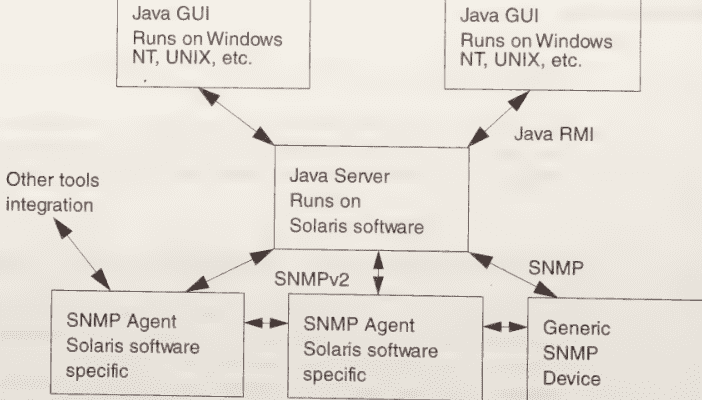 Java GUI
Runs on Windows
NT, UNIX, etc.
Java GUI
Runs on Windows
NT, UNIX, etc.
Java RMI
Java Server
Runs on
Solaris software
Other tools
integration
SNMPv2
SNMP
SNMP Agent
Solaris software
specific
SNMP Agent
Solaris software
specific
Generic
SNMP
Device